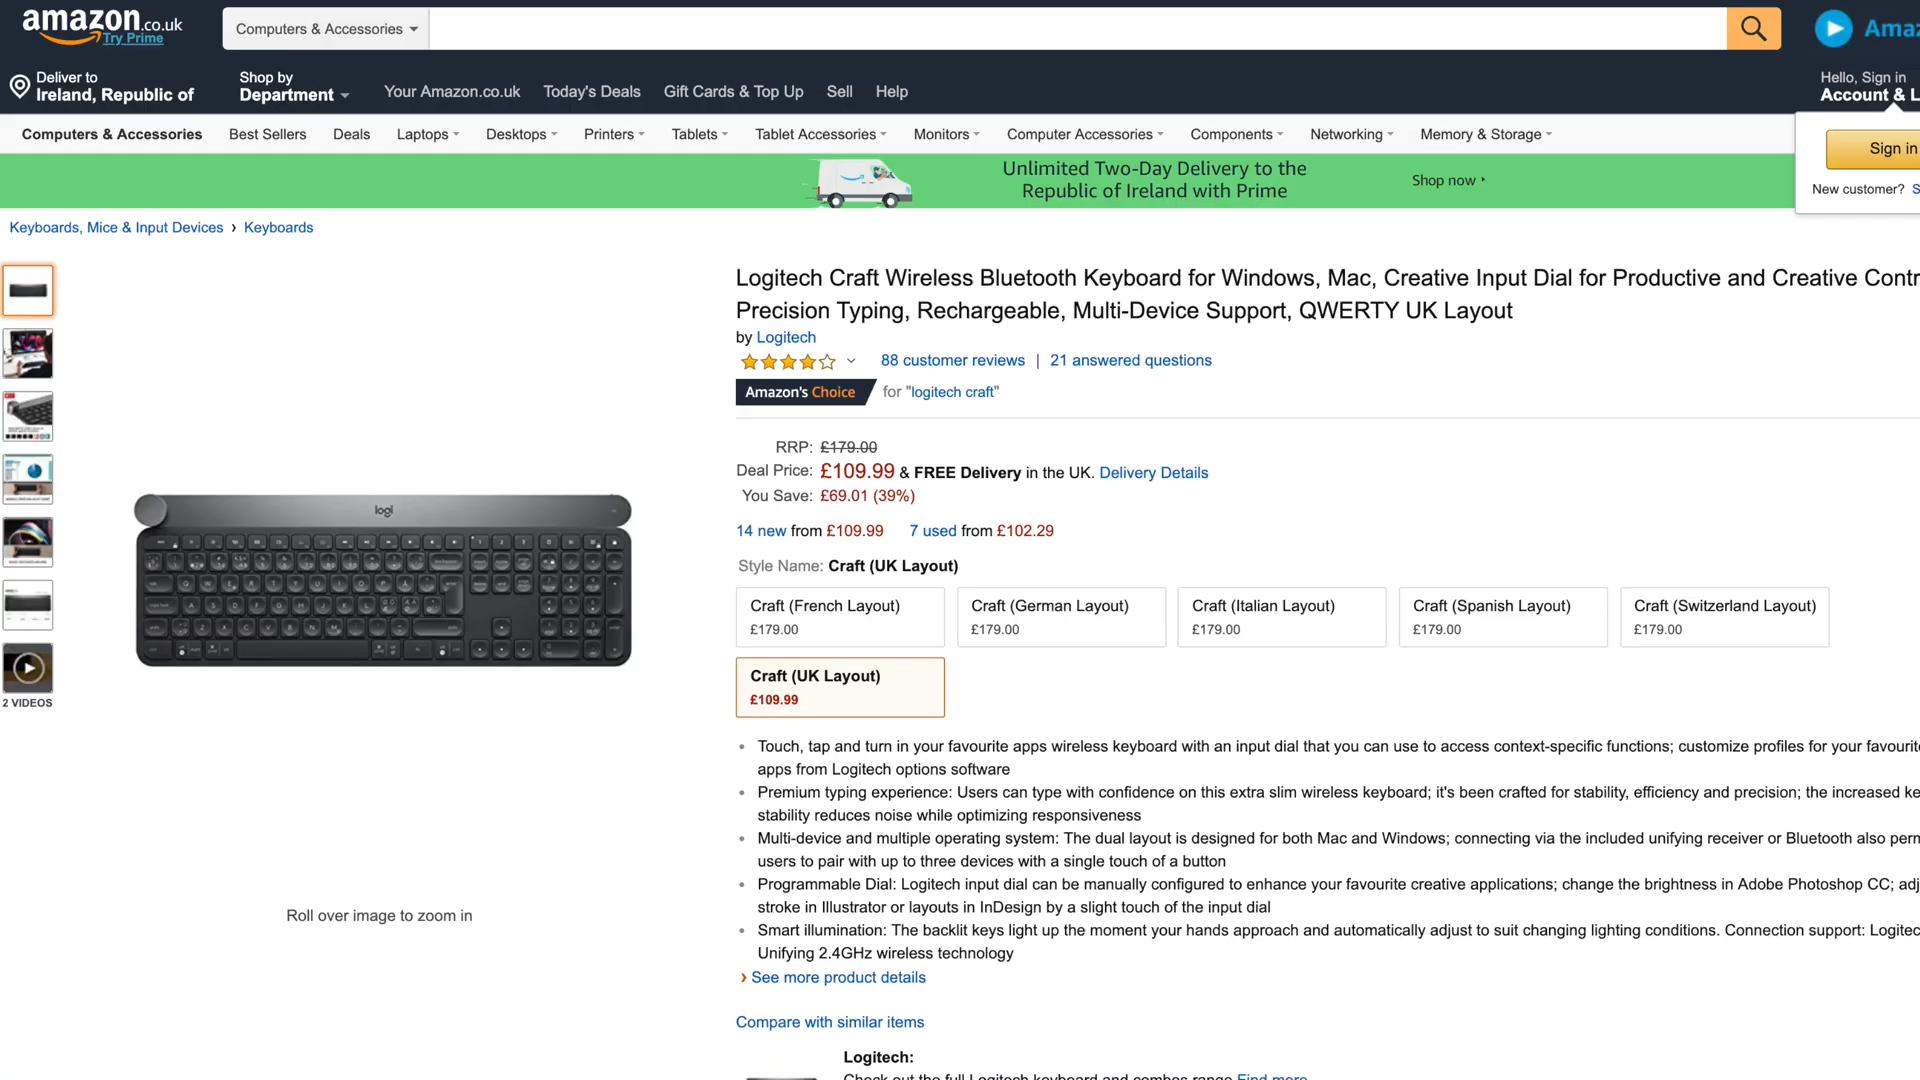 amazon.co.uk
Try Prime
Computers & Accessories
Deliver to
Ireland, Republic of
Shop by
Department
Your Amazon.co.uk
Today's Deals
Gift Cards & Top Up
Sell
Help
Hello, Sign in
Account & L
Computers & Accessories
Best Sellers
Deals
Laptops
Desktops
Printers
Tablets
Tablet Accessories
Monitors
Computer Accessories
Components
Networking
Memory & Storage
Sign in
New customer? S
Unlimited Two-Day Delivery to the
Republic of Ireland with Prime
Shop now
Keyboards, Mice & Input Devices › Keyboards
Logitech Craft Wireless Bluetooth Keyboard for Windows, Mac, Creative Input Dial for Productive and Creative Contr
Precision Typing, Rechargeable, Multi-Device Support, QWERTY UK Layout
by Logitech
88 customer reviews | 21 answered questions
Amazon's Choice for "logitech craft"
RRP: £179.00
Deal Price: £109.99 & FREE Delivery in the UK. Delivery Details
You Save: £69.01 (39%)
14 new from £109.99 7 used from £102.29
Style Name: Craft (UK Layout)
Craft (French Layout)
£179.00
Craft (German Layout)
£179.00
Craft (Italian Layout)
£179.00
Craft (Spanish Layout)
£179.00
Craft (Switzerland Layout)
£179.00
Craft (UK Layout)
£109.99
logi
2 VIDEOS
Roll over image to zoom in
• Touch, tap and turn in your favourite apps wireless keyboard with an input dial that you can use to access context-specific functions; customize profiles for your favourite
apps from Logitech options software
• Premium typing experience: Users can type with confidence on this extra slim wireless keyboard; it's been crafted for stability, efficiency and precision; the increased ke
stability reduces noise while optimizing responsiveness
• Multi-device and multiple operating system: The dual layout is designed for both Mac and Windows; connecting via the included unifying receiver or Bluetooth also perm
users to pair with up to three devices with a single touch of a button
• Programmable Dial: Logitech input dial can be manually configured to enhance your favourite creative applications; change the brightness in Adobe Photoshop CC; adj
stroke in Illustrator or layouts in InDesign by a slight touch of the input dial
• Smart illumination: The backlit keys light up the moment your hands approach and automatically adjust to suit changing lighting conditions. Connection support: Logitec
Unifying 2.4GHz wireless technology
› See more product details
Compare with similar items
Logitech:
Check out the full Logitech keyboard and combos range Find more